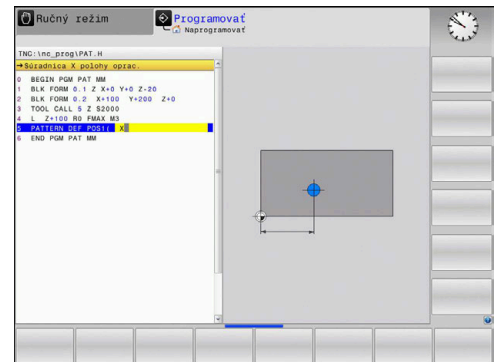 Ručný režim
Programovať
Naprogramovať
TNC:\nc_prog\PAT.H
→Súradnica X polohy oprac.
0 BEGIN PGM PAT MM
1 BLK FORM 0.1 Z X+0 Y+0 Z-20
2 BLK FORM 0.2 X+100 Y+200 Z+0
3 TOOL CALL 5 Z S2000
4 L Z+100 R0 FMAX M3
5 PATTERN DEF POS1( X
6 END PGM PAT MM